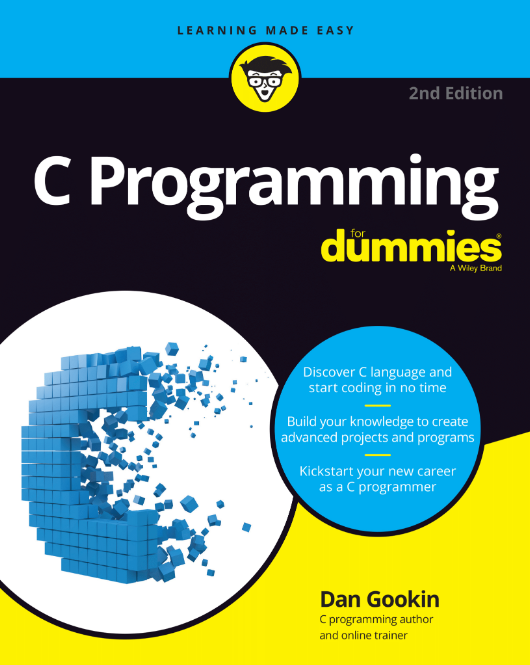 LEARNING MADE EASY
2nd Edition
C Programming
for
dummies®
A Wiley Brand
Discover C language and
start coding in no time
Build your knowledge to create
advanced projects and programs
Kickstart your new career
as a C programmer
Dan Gookin
C programming author
and online trainer